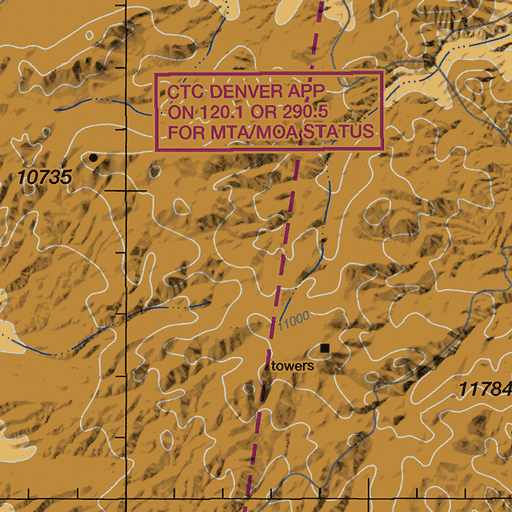 CTC DENVER APP
ON 120.1 OR 290.5
FOR MTA/MOA STATUS
10735
11000
towers
11784